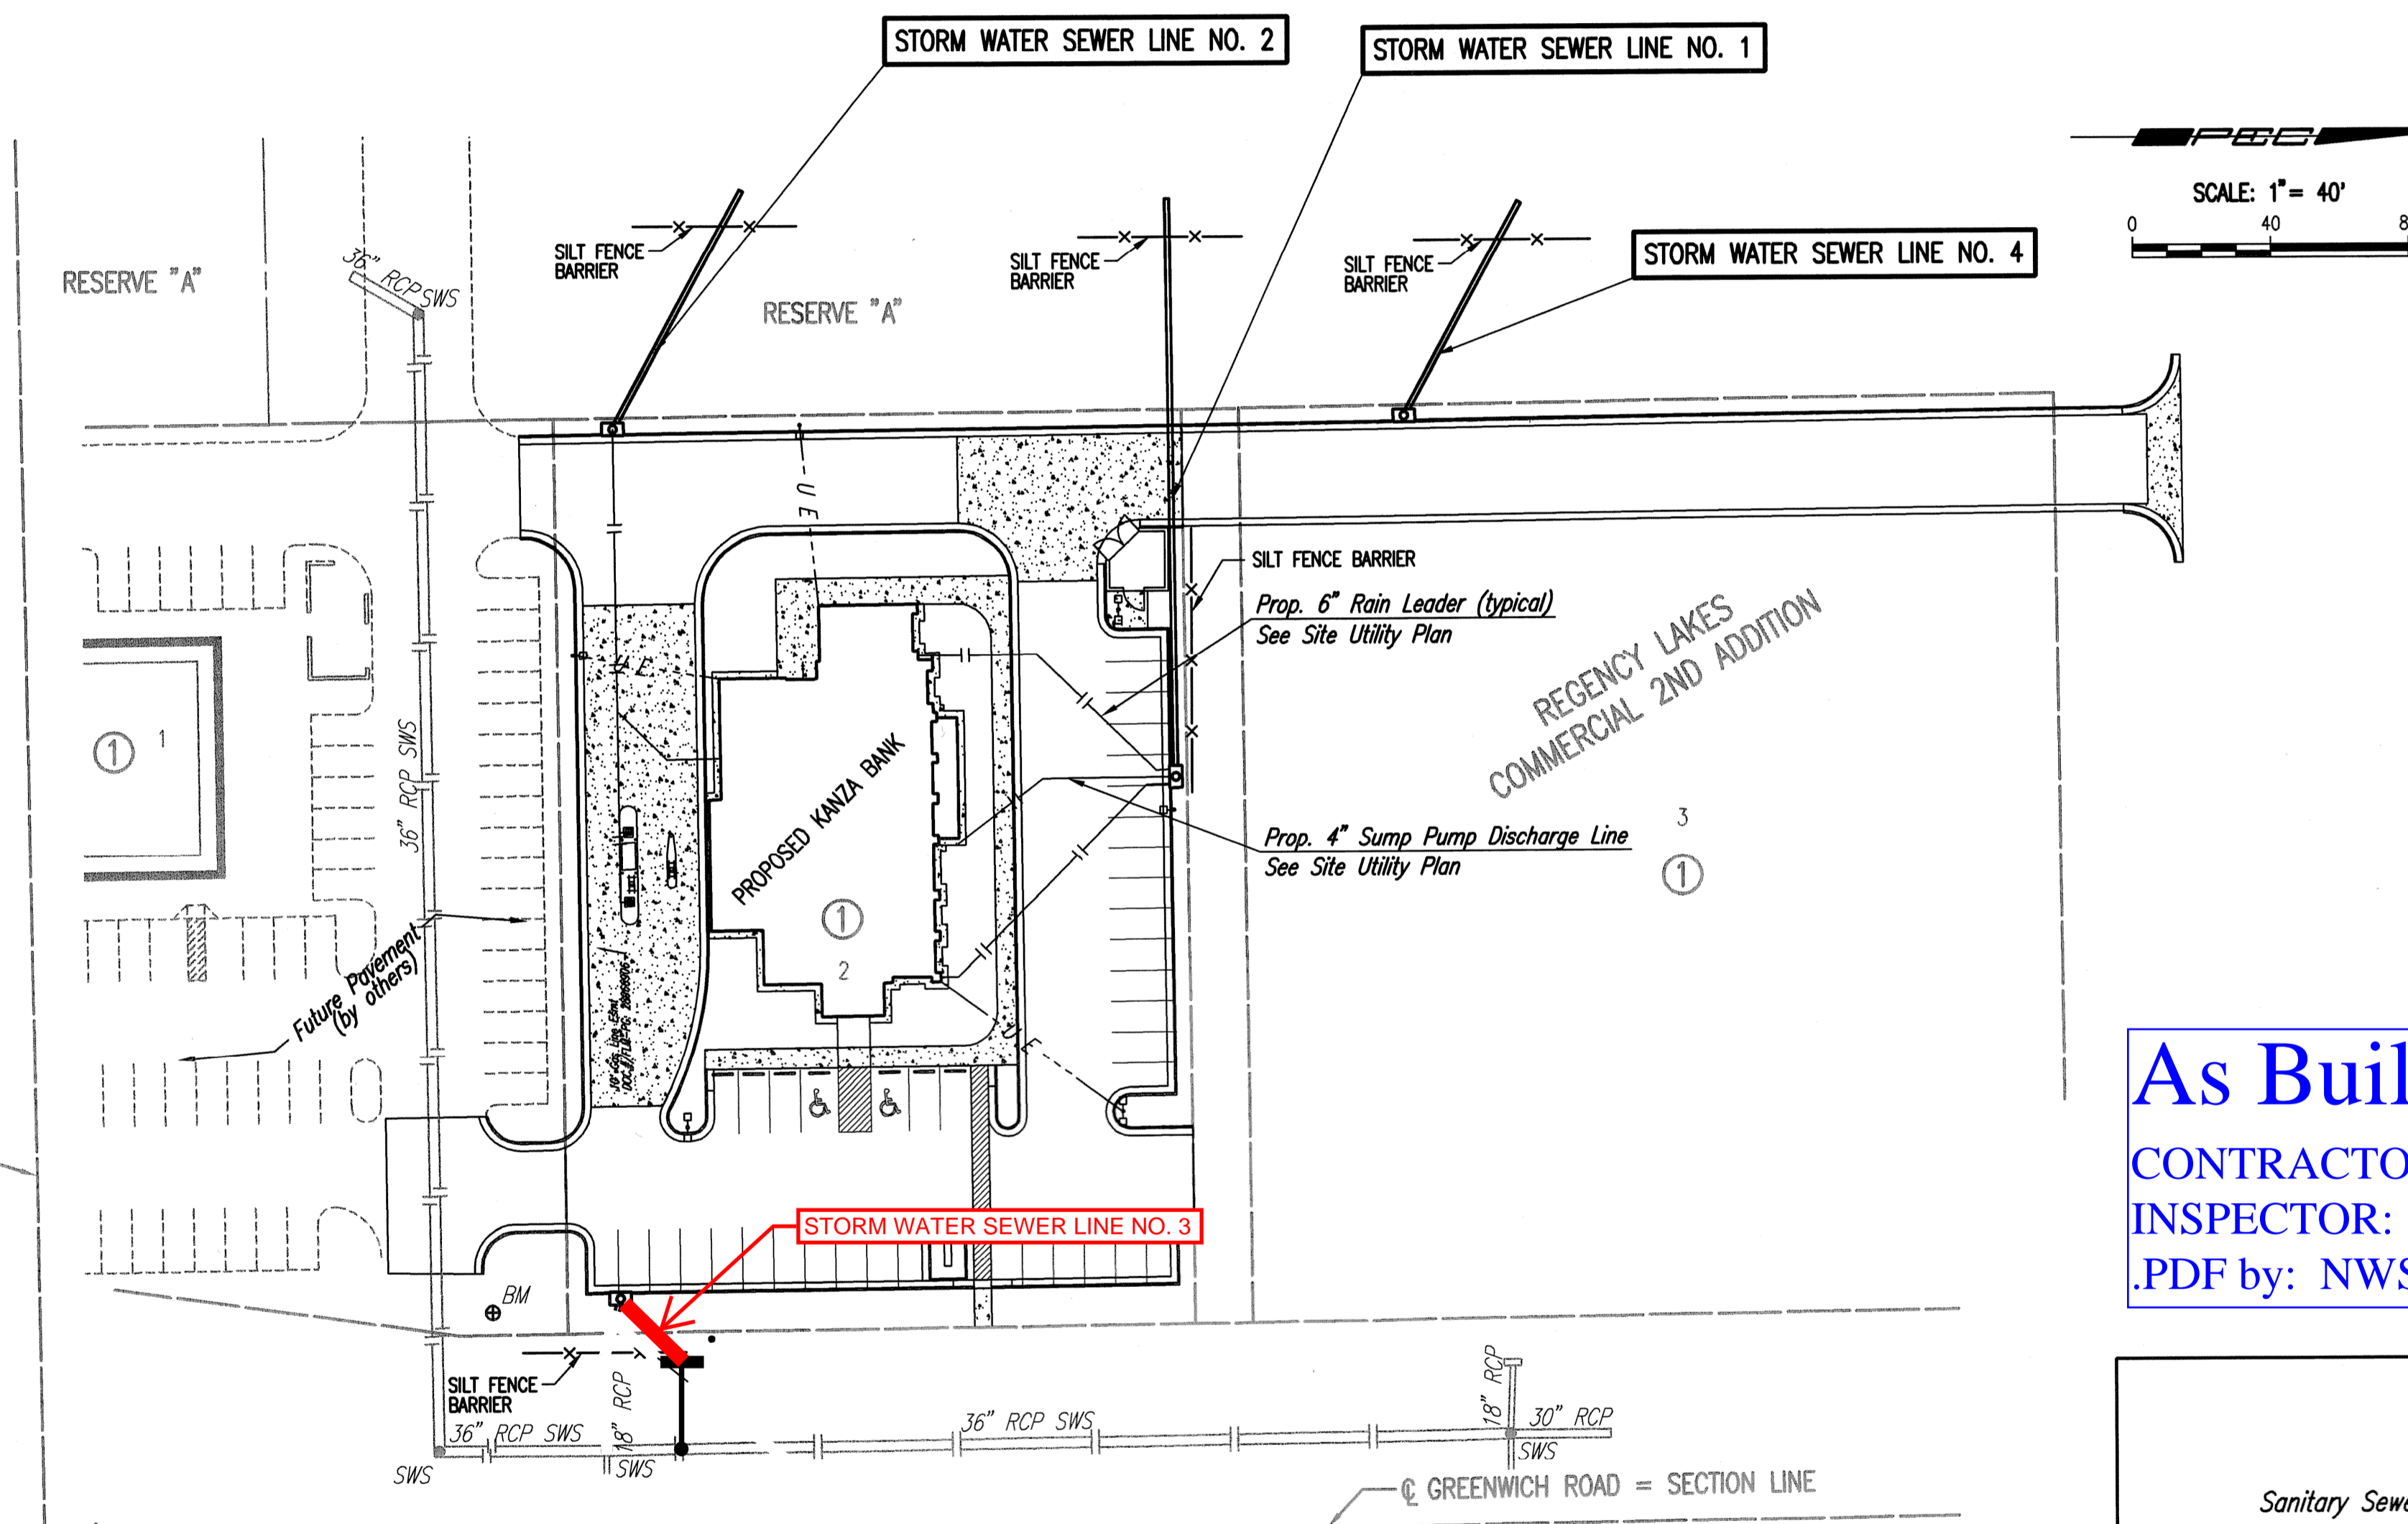 STORM WATER SEWER LINE NO. 2
STORM WATER SEWER LINE NO. 1
PEC
SCALE: 1"= 40'
0 40 8
STORM WATER SEWER LINE NO. 4
SILT FENCE
BARRIER
SILT FENCE
BARRIER
SILT FENCE
BARRIER
RESERVE "A"
36" RCP SWS
RESERVE "A"
U E
SILT FENCE BARRIER
Prop. 6" Rain Leader (typical)
See Site Utility Plan
REGENCY LAKES
COMMERCIAL 2ND ADDITION
U E
1 1
36" RCP SWS
PROPOSED KANZA BANK
1
2
Prop. 4" Sump Pump Discharge Line
See Site Utility Plan
3
1
Future Pavement
(by others)
U E
As Buil
CONTRACTO
INSPECTOR:
.PDF by: NWS
STORM WATER SEWER LINE NO. 3
BM
SILT FENCE
BARRIER
18" RCP
36" RCP SWS
SWS
SWS
36" RCP SWS
18" RCP
30" RCP
SWS
℄ GREENWICH ROAD = SECTION LINE
Sanitary Sew